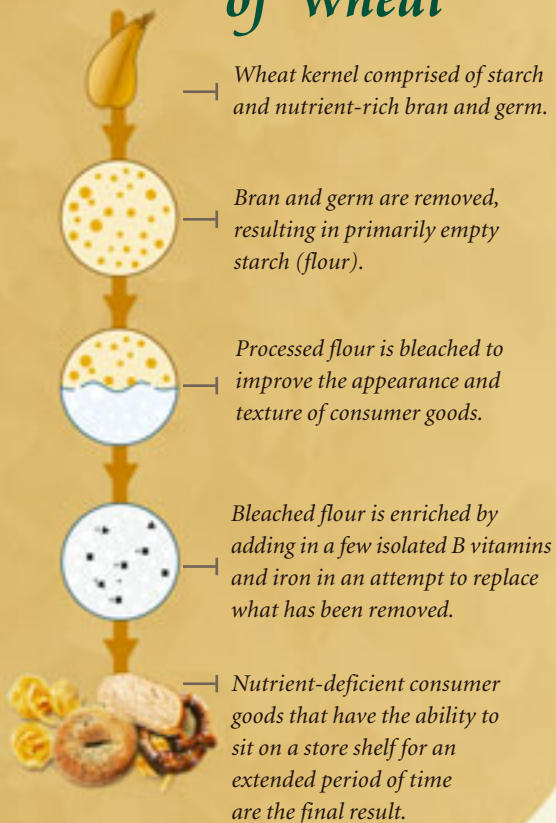 of wheat
Wheat kernel comprised of starch
and nutrient-rich bran and germ.
Bran and germ are removed,
resulting in primarily empty
starch (flour).
Processed flour is bleached to
improve the appearance and
texture of consumer goods.
Bleached flour is enriched by
adding in a few isolated B vitamins
and iron in an attempt to replace
what has been removed.
Nutrient-deficient consumer
goods that have the ability to
sit on a store shelf for an
extended period of time
are the final result.